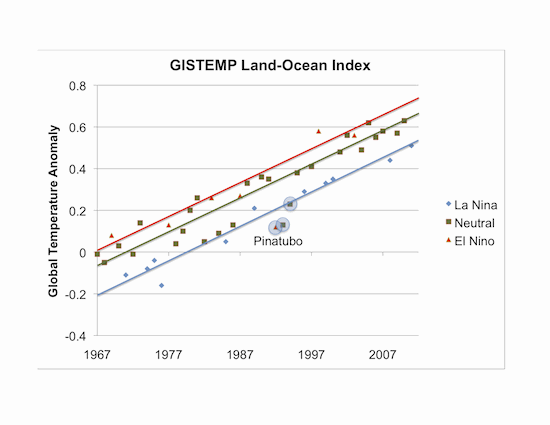 GISTEMP Land-Ocean Index
Global Temperature Anomaly
0.8
0.6
0.4
0.2
0
-0.2
-0.4
1967
1977
1987
1997
2007
Pinatubo
La Nina
Neutral
El Nino